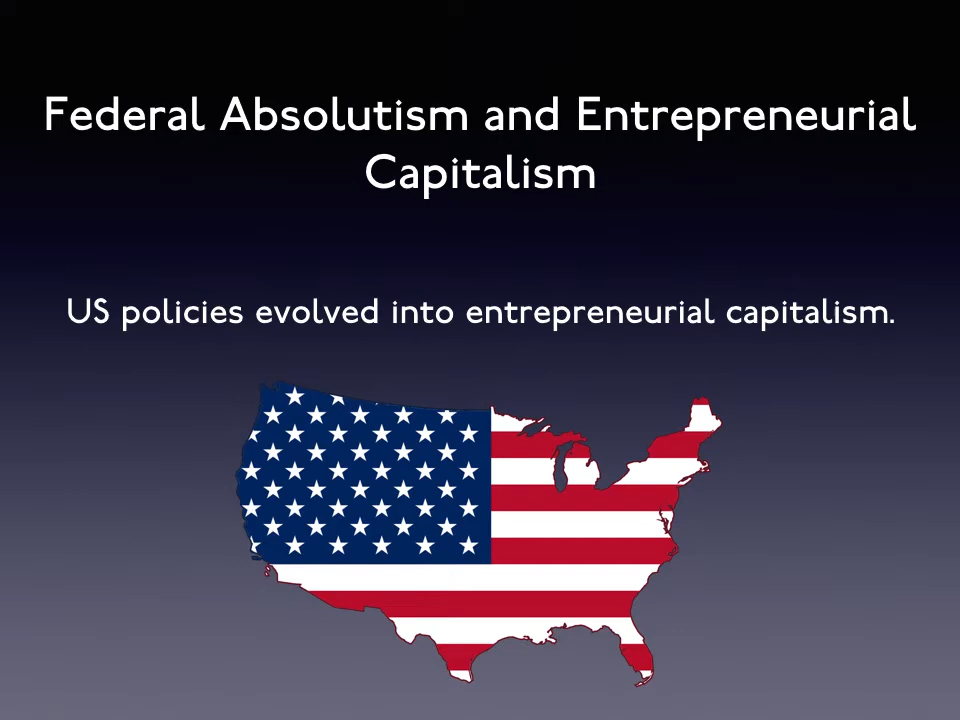 Federal Absolutism and Entrepreneurial
Capitalism
US policies evolved into entrepreneurial capitalism.